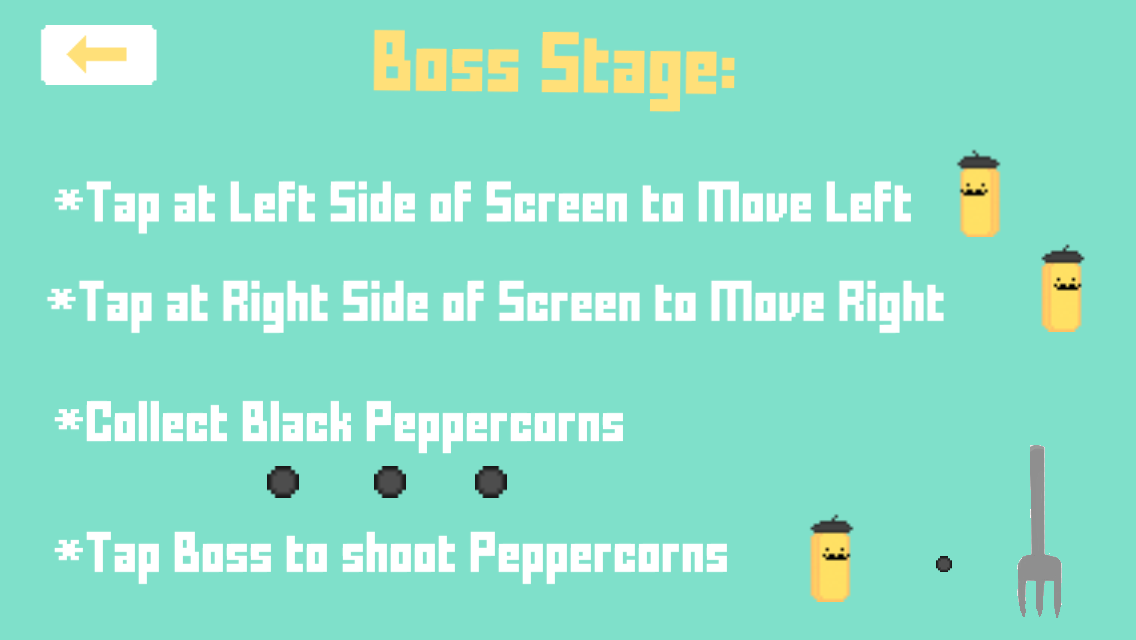 Boss Stage:
*Tap at Left Side of Screen to Move Left
*Tap at Right Side of Screen to Move Right
*Collect Black Peppercorns
*Tap Boss to shoot Peppercorns